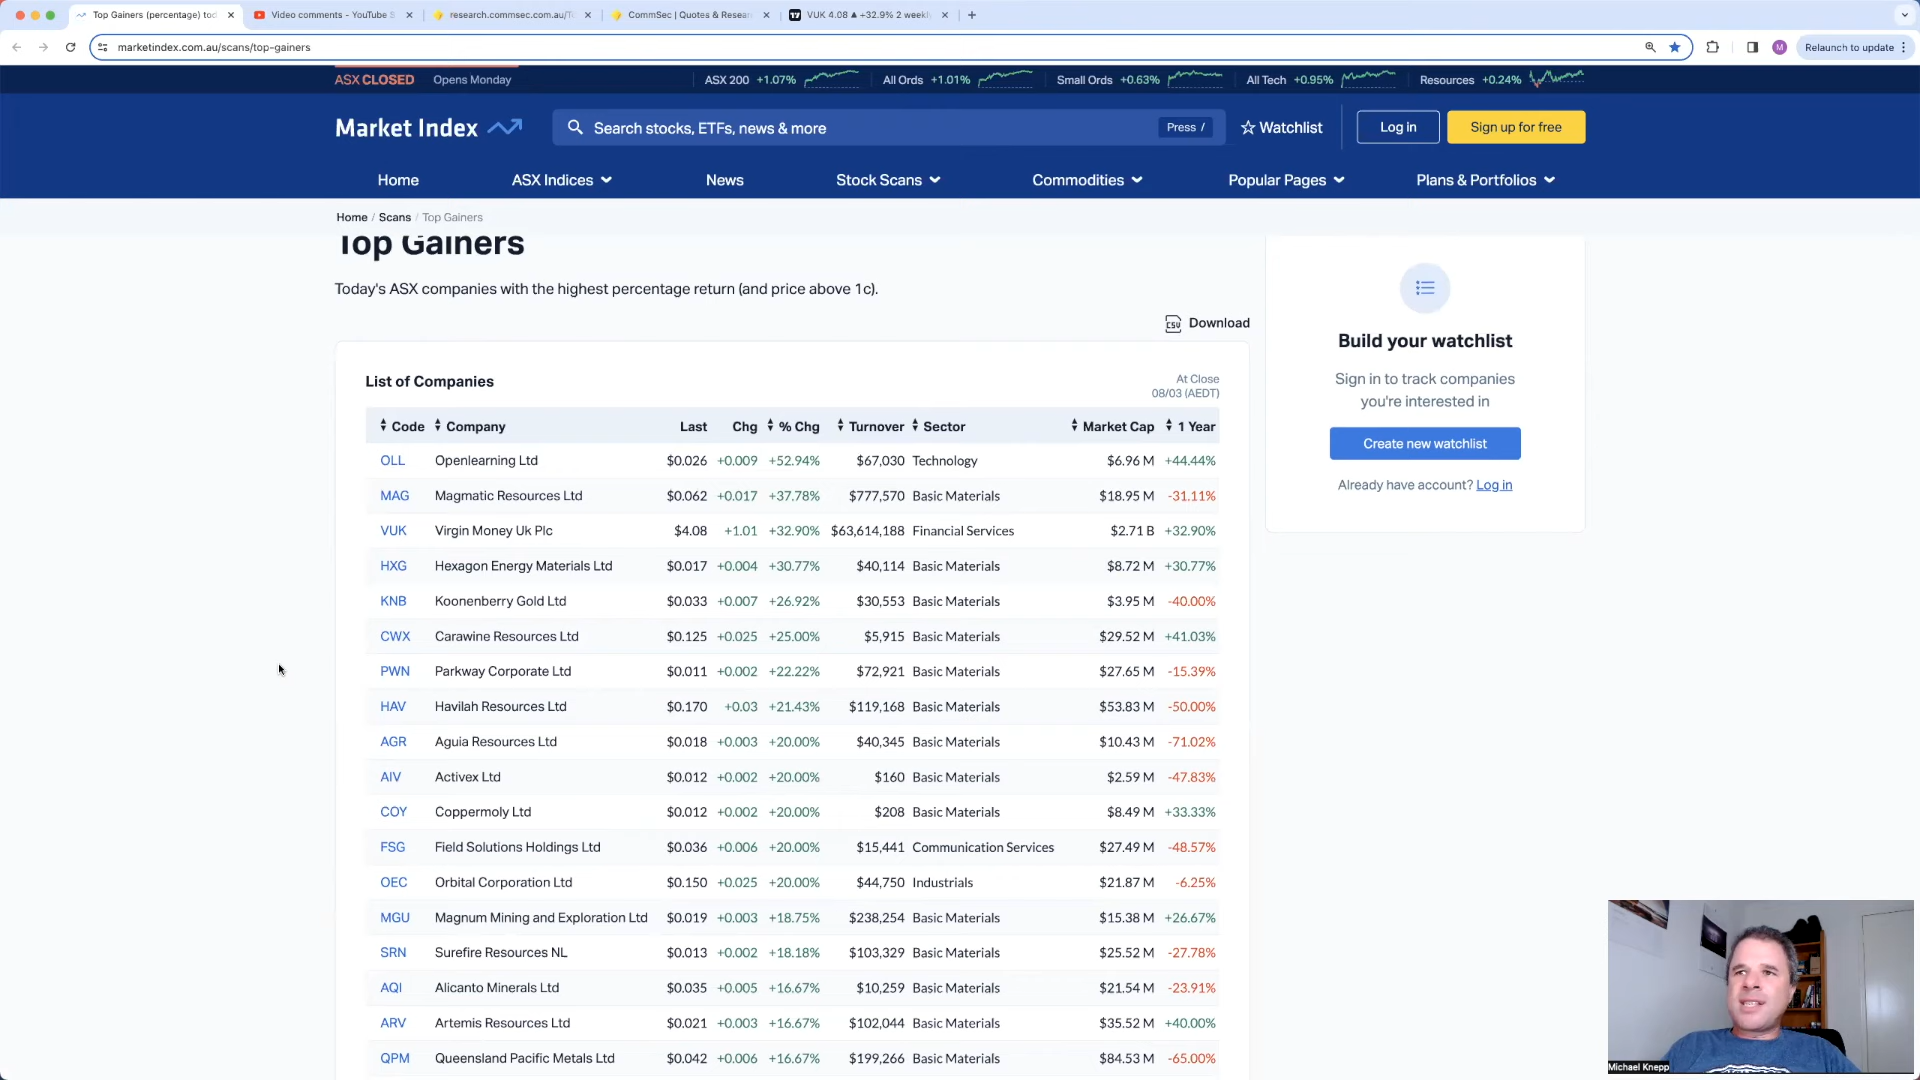 Top Gainers (percentage) tod
Video comments - YouTube S
research.commsec.com.au/Ti
CommSec | Quotes & Resear
VUK 4.08 ▲ +32.9% 2 weekly
marketindex.com.au/scans/top-gainers
M
Relaunch to update
ASX CLOSED Opens Monday
ASX 200 +1.07%
All Ords +1.01%
Small Ords +0.63%
All Tech +0.95%
Resources +0.24%
Market Index
Search stocks, ETFs, news & more
Press /
Watchlist
Log in
Sign up for free
Home
ASX Indices
News
Stock Scans
Commodities
Popular Pages
Plans & Portfolios
Home / Scans / Top Gainers
Top Gainers
Today's ASX companies with the highest percentage return (and price above 1c).
CSV Download
List of Companies
At Close
08/03 (AEDT)
Code Company Last Chg % Chg Turnover Sector Market Cap 1 Year
OLL Openlearning Ltd $0.026 +0.009 +52.94% $67,030 Technology $6.96 M +44.44%
MAG Magmatic Resources Ltd $0.062 +0.017 +37.78% $777,570 Basic Materials $18.95 M -31.11%
VUK Virgin Money Uk Plc $4.08 +1.01 +32.90% $63,614,188 Financial Services $2.71 B +32.90%
HXG Hexagon Energy Materials Ltd $0.017 +0.004 +30.77% $40,114 Basic Materials $8.72 M +30.77%
KNB Koonenberry Gold Ltd $0.033 +0.007 +26.92% $30,553 Basic Materials $3.95 M -40.00%
CWX Carawine Resources Ltd $0.125 +0.025 +25.00% $5,915 Basic Materials $29.52 M +41.03%
PWN Parkway Corporate Ltd $0.011 +0.002 +22.22% $72,921 Basic Materials $27.65 M -15.39%
HAV Havilah Resources Ltd $0.170 +0.03 +21.43% $119,168 Basic Materials $53.83 M -50.00%
AGR Aguia Resources Ltd $0.018 +0.003 +20.00% $40,345 Basic Materials $10.43 M -71.02%
AIV Activex Ltd $0.012 +0.002 +20.00% $160 Basic Materials $2.59 M -47.83%
COY Coppermoly Ltd $0.012 +0.002 +20.00% $208 Basic Materials $8.49 M +33.33%
FSG Field Solutions Holdings Ltd $0.036 +0.006 +20.00% $15,441 Communication Services $27.49 M -48.57%
OEC Orbital Corporation Ltd $0.150 +0.025 +20.00% $44,750 Industrials $21.87 M -6.25%
MGU Magnum Mining and Exploration Ltd $0.019 +0.003 +18.75% $238,254 Basic Materials $15.38 M +26.67%
SRN Surefire Resources NL $0.013 +0.002 +18.18% $103,329 Basic Materials $25.52 M -27.78%
AQI Alicanto Minerals Ltd $0.035 +0.005 +16.67% $10,259 Basic Materials $21.54 M -23.91%
ARV Artemis Resources Ltd $0.021 +0.003 +16.67% $102,044 Basic Materials $35.52 M +40.00%
QPM Queensland Pacific Metals Ltd $0.042 +0.006 +16.67% $199,266 Basic Materials $84.53 M -65.00%
Build your watchlist
Sign in to track companies
you're interested in
Create new watchlist
Already have account? Log in
Michael Knepp